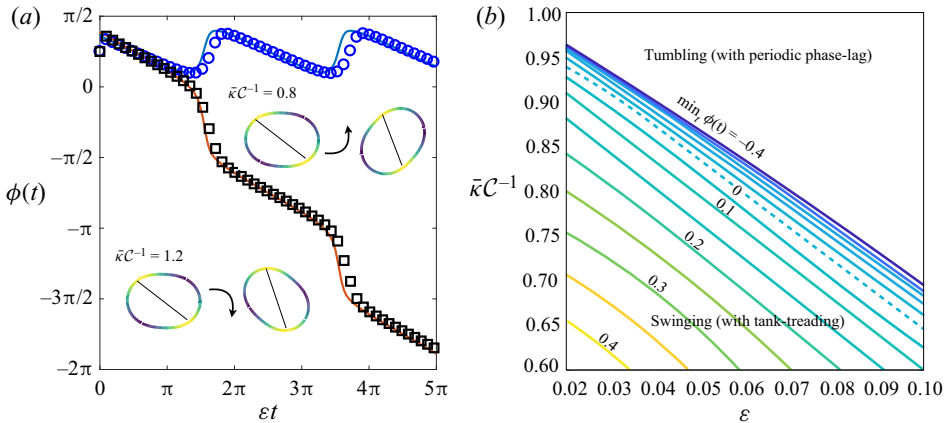 (a)
π/2
0
−π/2
−π
−3π/2
−2π
ϕ(t)
κ̄𝒞⁻¹ = 0.8
κ̄𝒞⁻¹ = 1.2
0
π
2π
3π
4π
5π
εt
(b)
1.00
0.95
0.90
0.85
0.80
0.75
0.70
0.65
0.60
κ̄𝒞⁻¹
Tumbling (with periodic phase-lag)
minₜ ϕ(t) = −0.4
0
0.1
0.2
0.3
Swinging (with tank-treading)
0.4
0.02
0.03
0.04
0.05
0.06
0.07
0.08
0.09
0.10
ε